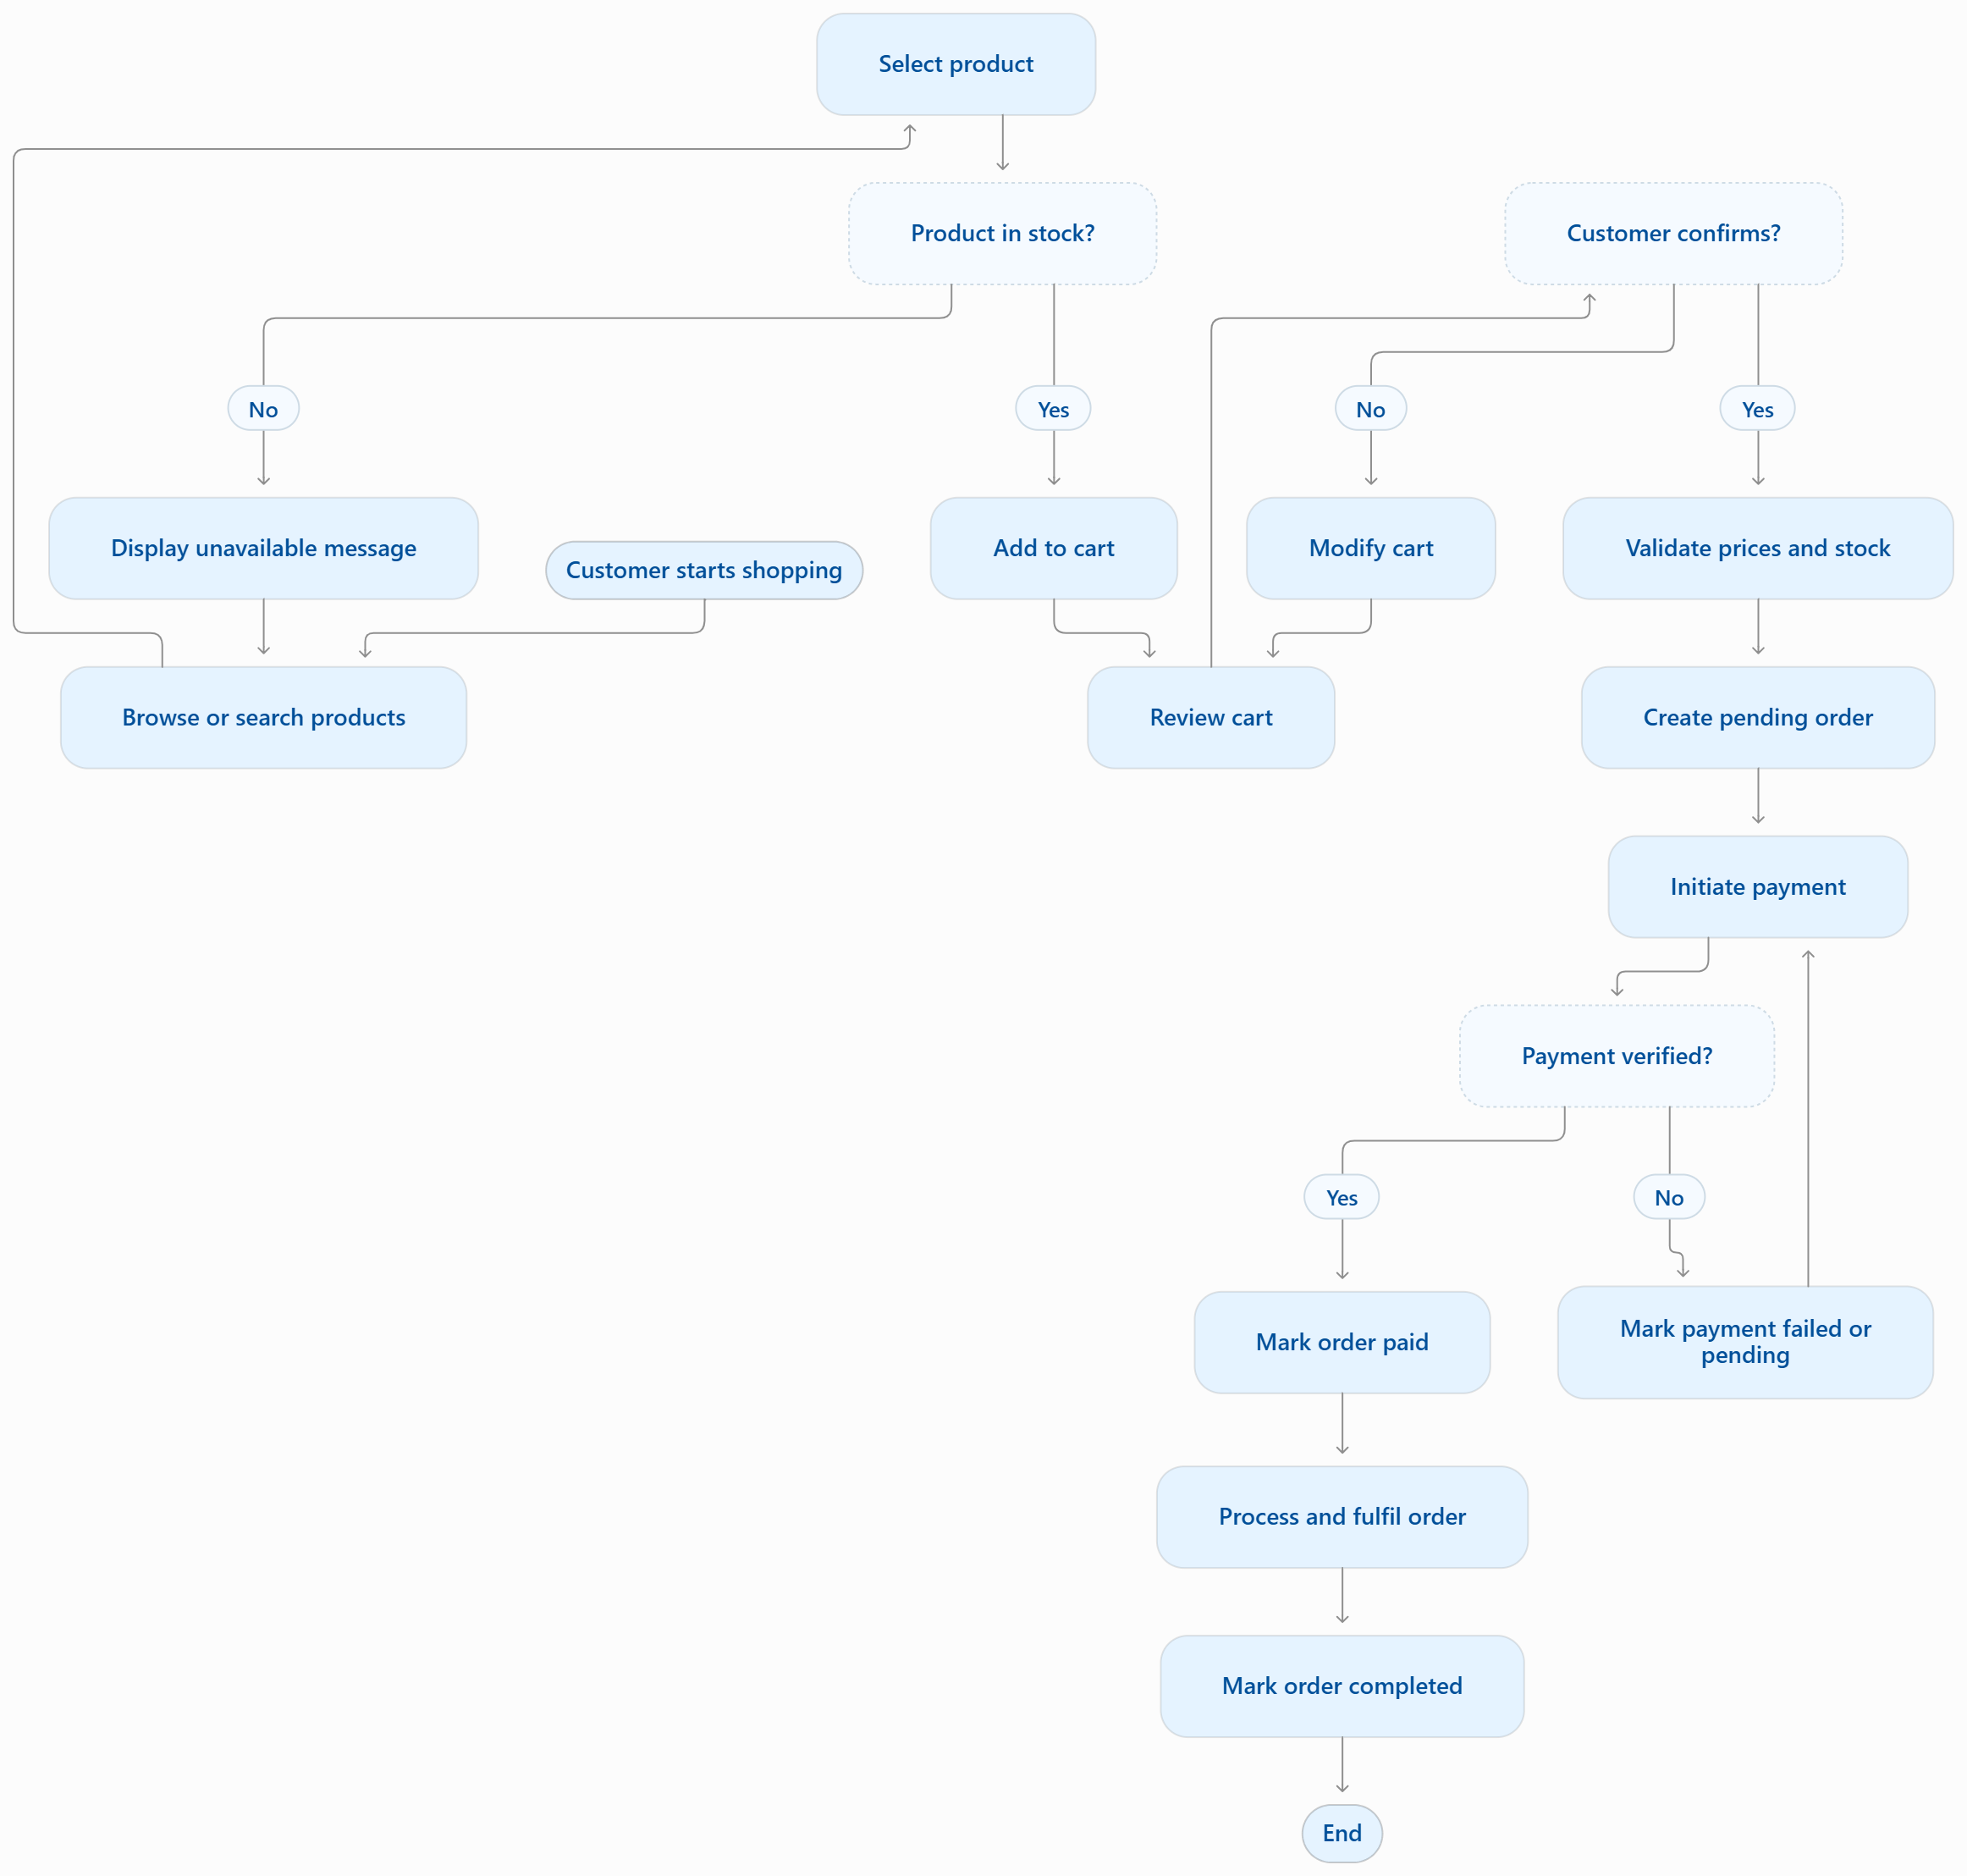 Select product
Product in stock?
Customer confirms?
No
Yes
No
Yes
Display unavailable message
Customer starts shopping
Add to cart
Modify cart
Validate prices and stock
Browse or search products
Review cart
Create pending order
Initiate payment
Payment verified?
Yes
No
Mark order paid
Mark payment failed or
pending
Process and fulfil order
Mark order completed
End